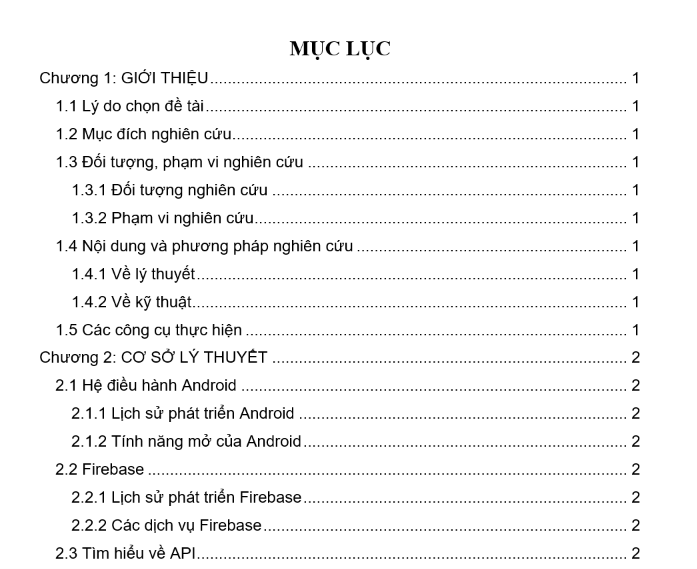 MỤC LỤC
Chương 1: GIỚI THIỆU.......... 1
1.1 Lý do chọn đề tài.......... 1
1.2 Mục đích nghiên cứu.......... 1
1.3 Đối tượng, phạm vi nghiên cứu .......... 1
1.3.1 Đối tượng nghiên cứu .......... 1
1.3.2 Phạm vi nghiên cứu.......... 1
1.4 Nội dung và phương pháp nghiên cứu .......... 1
1.4.1 Về lý thuyết.......... 1
1.4.2 Về kỹ thuật.......... 1
1.5 Các công cụ thực hiện .......... 1
Chương 2: CƠ SỞ LÝ THUYẾT .......... 2
2.1 Hệ điều hành Android .......... 2
2.1.1 Lịch sử phát triển Android .......... 2
2.1.2 Tính năng mở của Android.......... 2
2.2 Firebase .......... 2
2.2.1 Lịch sử phát triển Firebase.......... 2
2.2.2 Các dịch vụ Firebase.......... 2
2.3 Tìm hiểu về API.......... 2